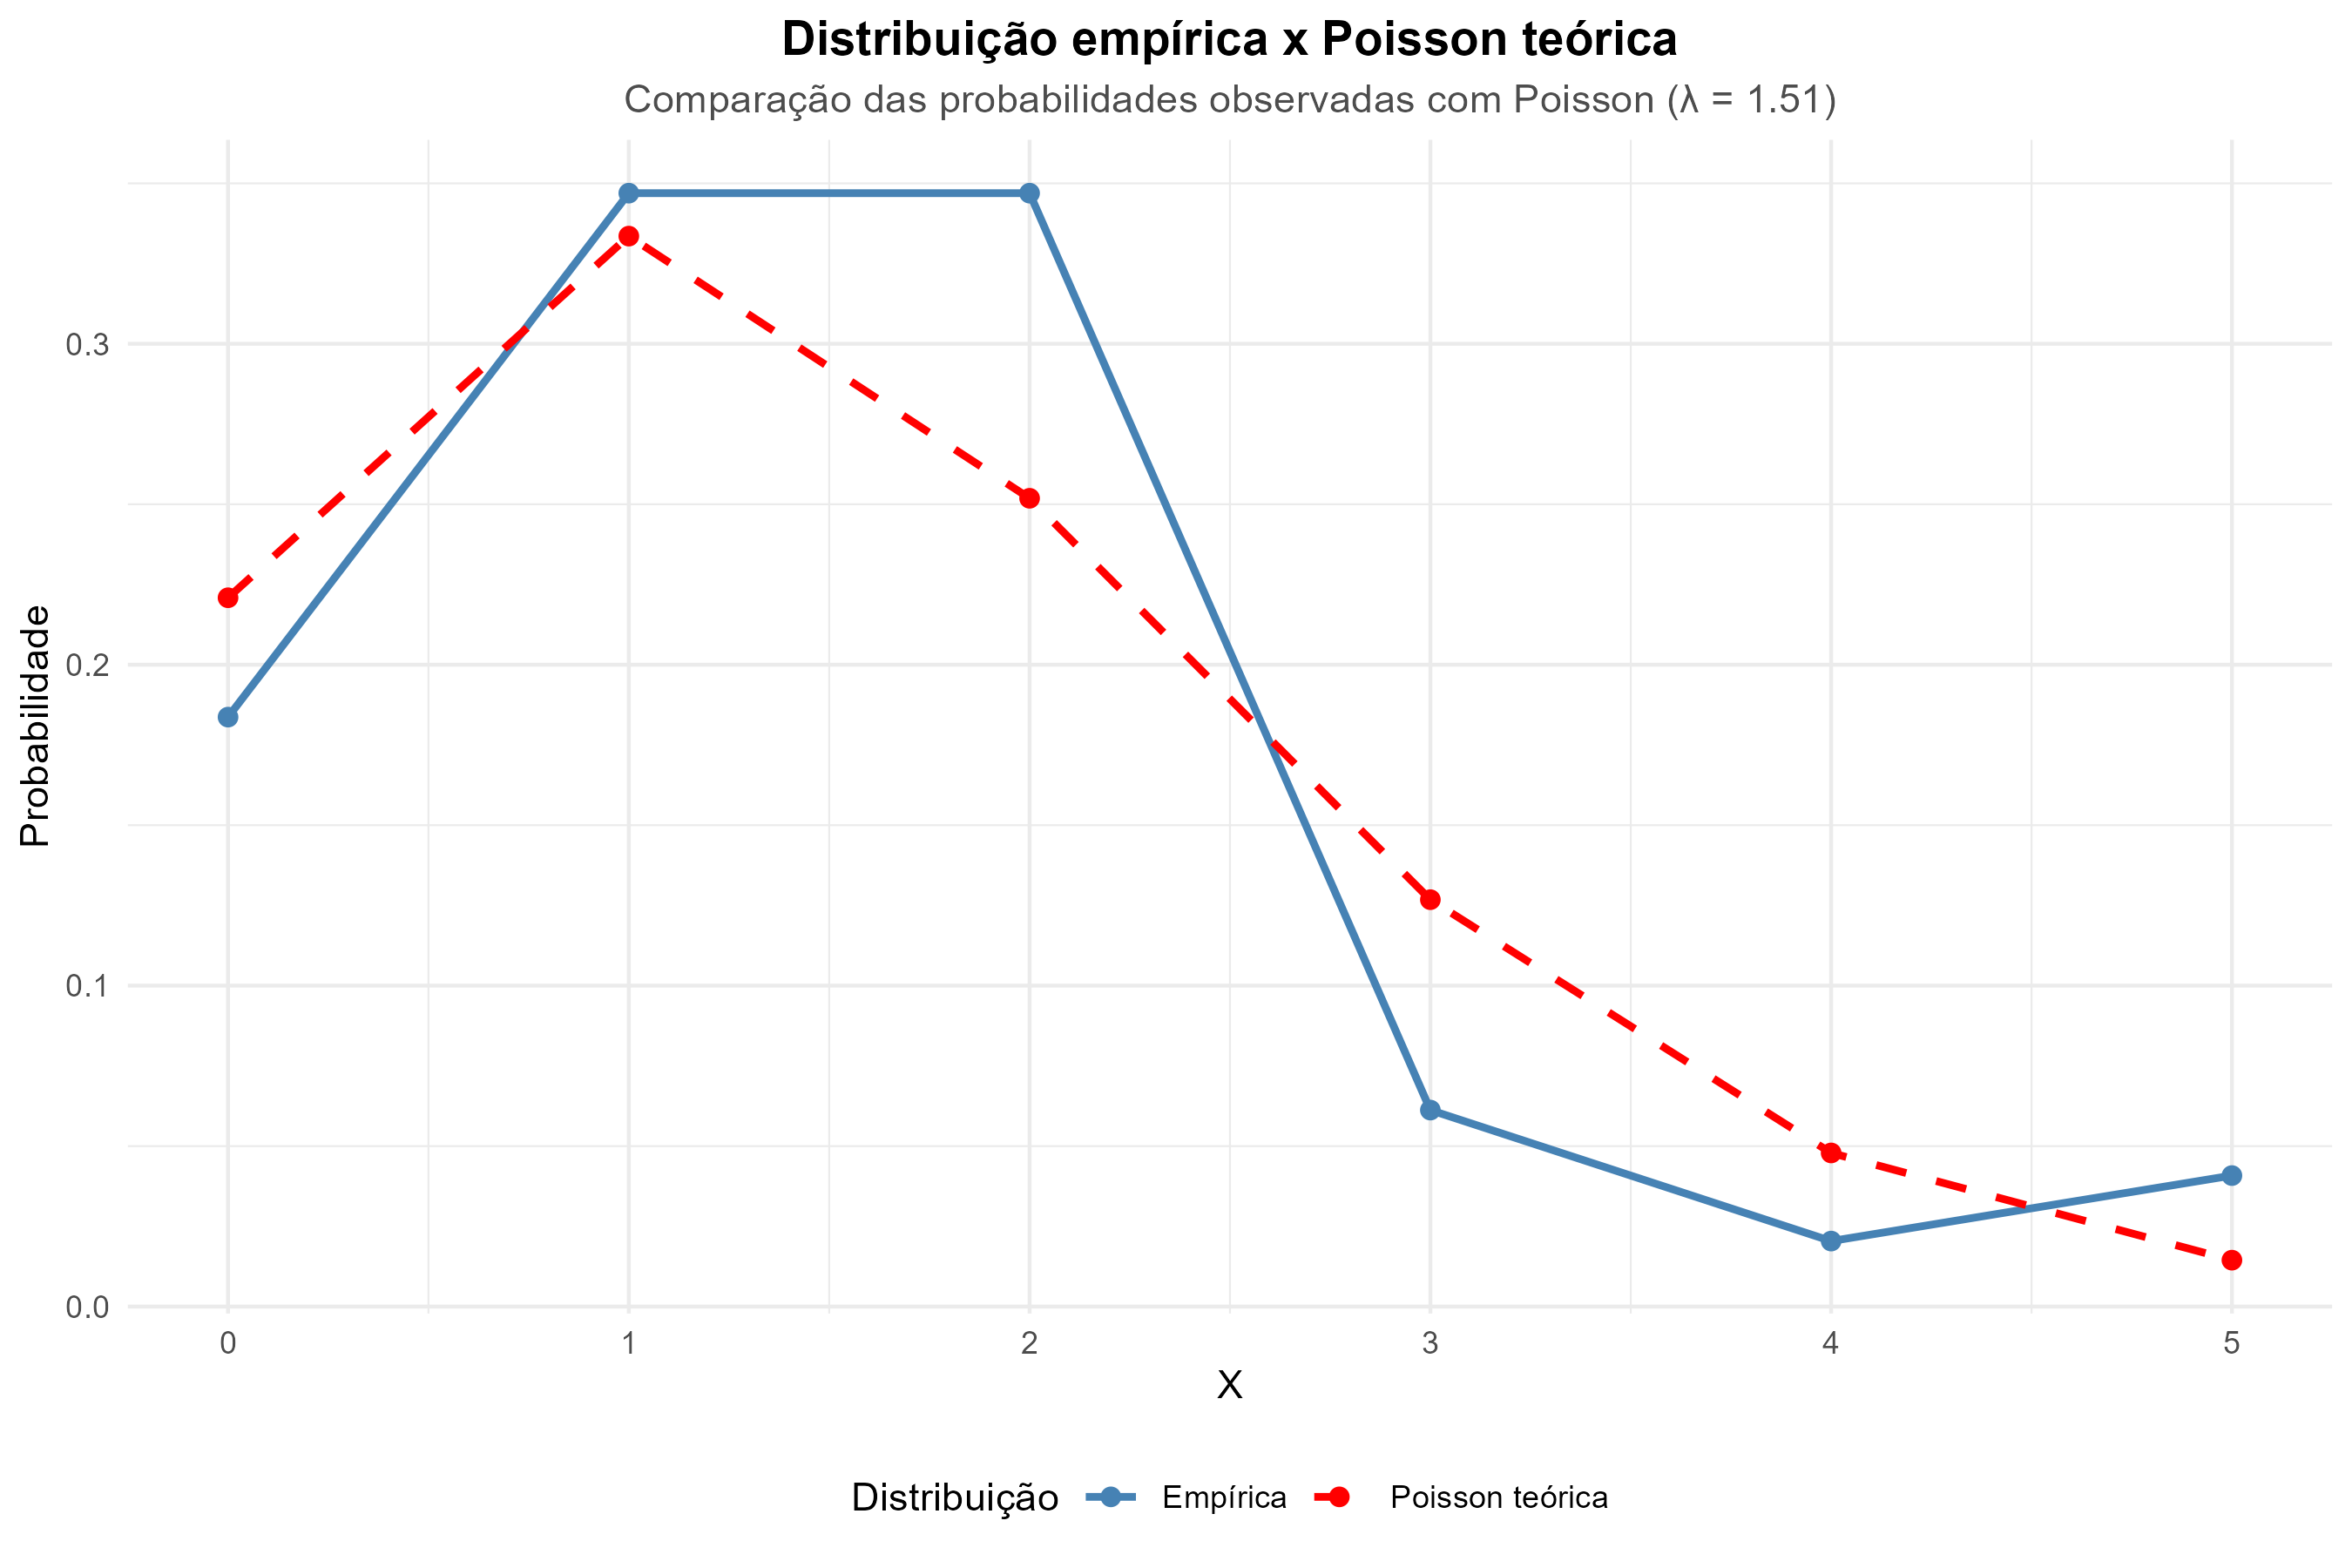 Distribuição empírica x Poisson teórica
Comparação das probabilidades observadas com Poisson (λ = 1.51)
Probabilidade
0.3
0.2
0.1
0.0
0 1 2 3 4 5
X
Distribuição Empírica Poisson teórica